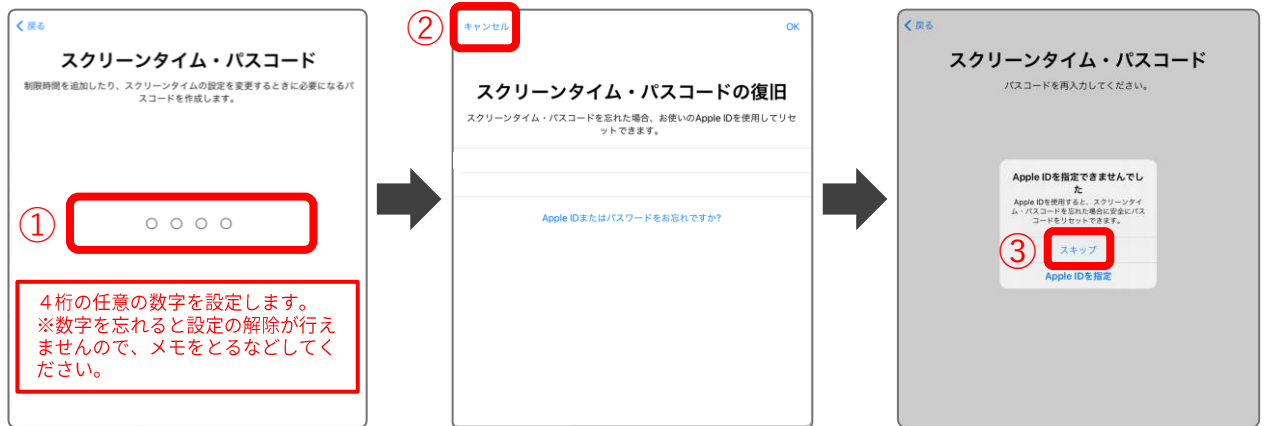 戻る
スクリーンタイム・パスコード
制限時間を追加したり、スクリーンタイムの設定を変更するときに必要になるパ
スコードを作成します。
①
４桁の任意の数字を設定します。
※数字を忘れると設定の解除が行え
ませんので、メモをとるなどしてく
ださい。
②
キャンセル
OK
スクリーンタイム・パスコードの復旧
スクリーンタイム・パスコードを忘れた場合、お使いのApple IDを使用してリセ
ットできます。
Apple IDまたはパスワードをお忘れですか?
戻る
スクリーンタイム・パスコード
パスコードを再入力してください。
Apple IDを指定できませんでし
た
Apple IDを使用すると、スクリーンタイ
ム・パスコードを忘れた場合に安全にパス
コードをリセットできます。
③
スキップ
Apple IDを指定